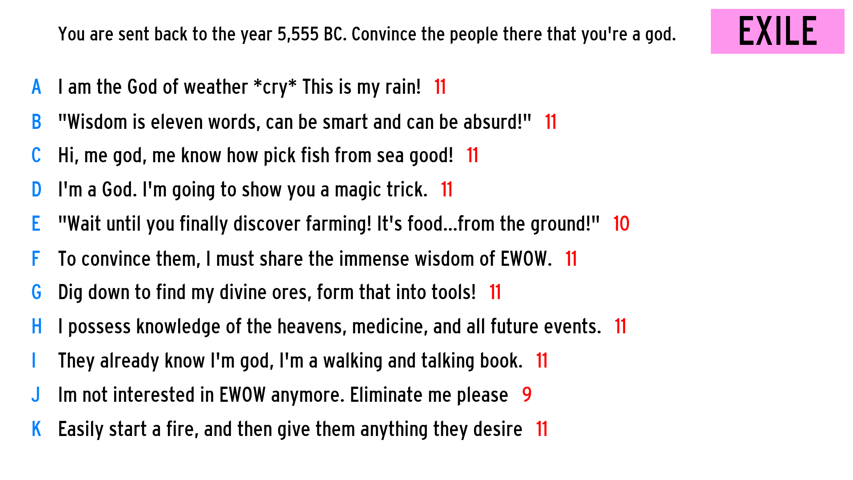 You are sent back to the year 5,555 BC. Convince the people there that you're a god.
EXILE
A I am the God of weather *cry* This is my rain! 11
B "Wisdom is eleven words, can be smart and can be absurd!" 11
C Hi, me god, me know how pick fish from sea good! 11
D I'm a God. I'm going to show you a magic trick. 11
E "Wait until you finally discover farming! It's food...from the ground!" 10
F To convince them, I must share the immense wisdom of EWOW. 11
G Dig down to find my divine ores, form that into tools! 11
H I possess knowledge of the heavens, medicine, and all future events. 11
I They already know I'm god, I'm a walking and talking book. 11
J Im not interested in EWOW anymore. Eliminate me please 9
K Easily start a fire, and then give them anything they desire 11